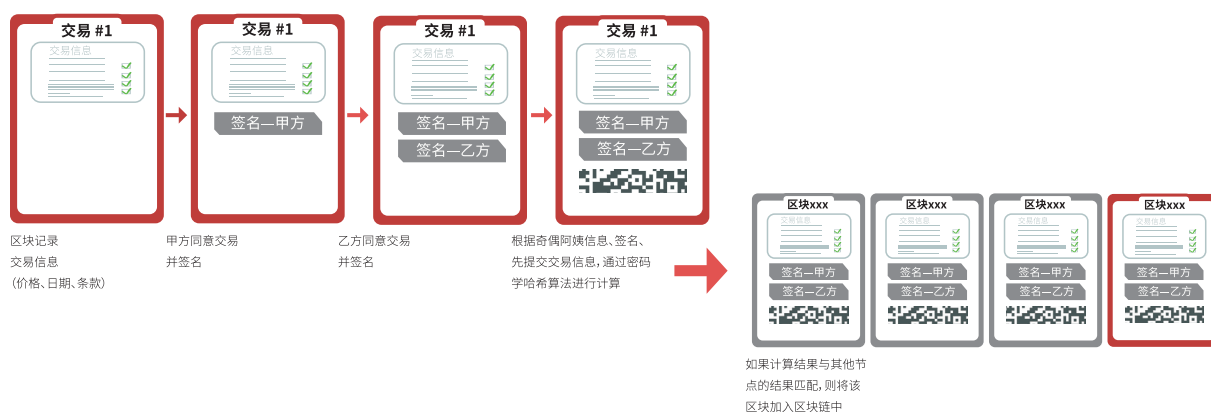 交易 #1
交易信息
区块记录
交易信息
（价格、日期、条款）
交易 #1
交易信息
签名—甲方
甲方同意交易
并签名
交易 #1
交易信息
签名—甲方
签名—乙方
乙方同意交易
并签名
交易 #1
交易信息
签名—甲方
签名—乙方
根据奇偶阿姨信息、签名、
先提交交易信息，通过密码
学哈希算法进行计算
区块xxx
交易信息
签名—甲方
签名—乙方
区块xxx
交易信息
签名—甲方
签名—乙方
区块xxx
交易信息
签名—甲方
签名—乙方
区块xxx
交易信息
签名—甲方
签名—乙方
如果计算结果与其他节
点的结果匹配，则将该
区块加入区块链中